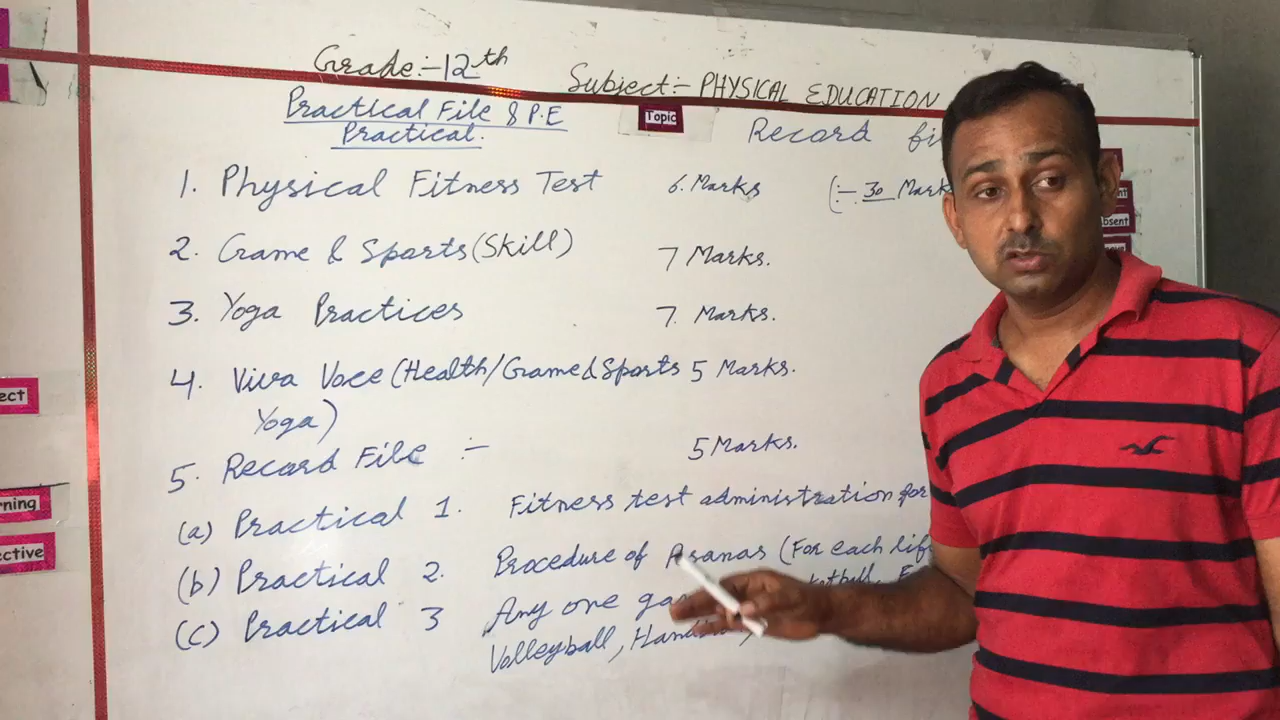 Grade:- 12th
Subject:- PHYSICAL EDUCATION
Practical File & P.E
Practical.
Topic
Record
1. Physical Fitness Test 6. Marks (:- 30 Mark
2. Game & Sports (Skill) 7 Marks.
3. Yoga Practices 7. Marks.
4. Viva Voce (Health/Game & Sports 5 Marks.
Yoga)
5. Record File :- 5 Marks.
(a) Practical 1. Fitness test administration for
(b) Practical 2. Procedure of Asanas (For each
(c) Practical 3 Any one
Volleyball,
ect
rning
ective
bsent